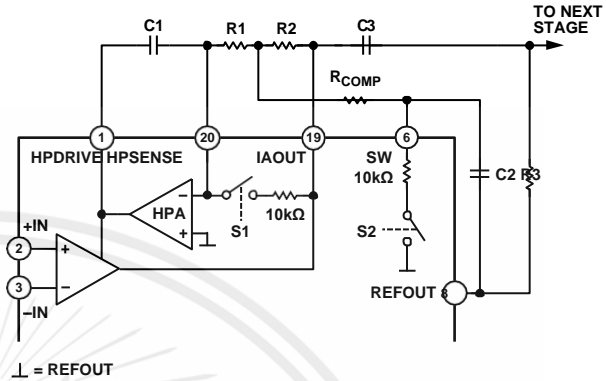 TO NEXT
STAGE
C1
R1
R2
C3
RCOMP
1
20
19
6
HPDRIVE HPSENSE
IAOUT
SW
10kΩ
C2 R3
HPA
–
+
10kΩ
S1
S2
+IN
2
+
3
–
–IN
REFOUT 8
= REFOUT